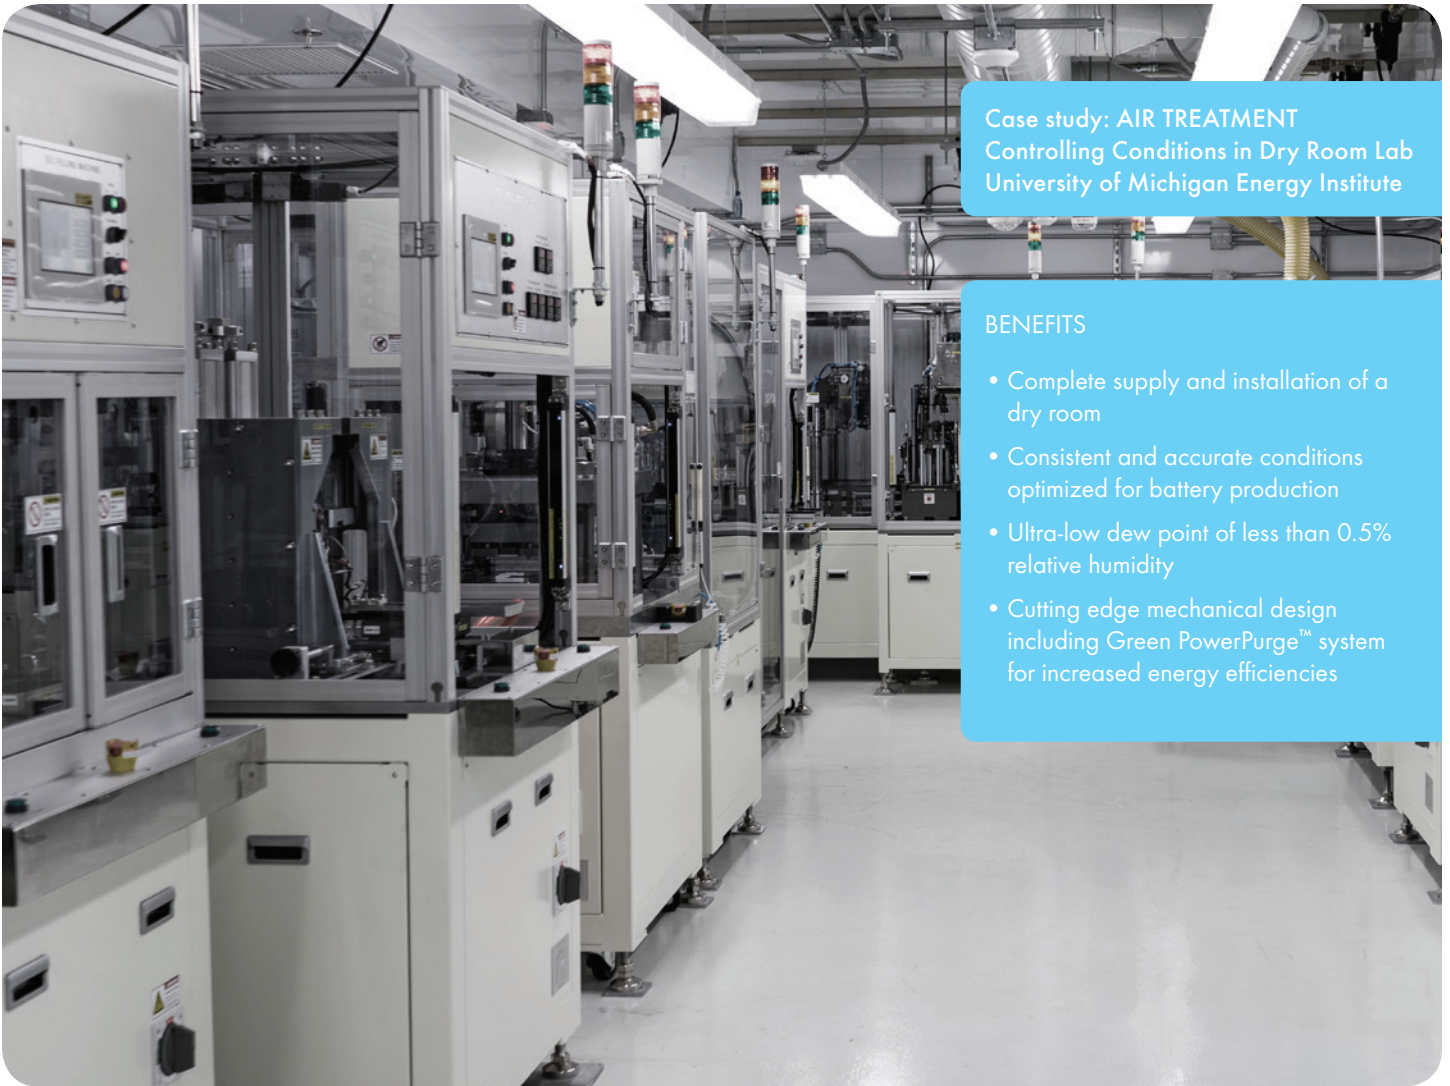 Case study: AIR TREATMENT
Controlling Conditions in Dry Room Lab
University of Michigan Energy Institute
BENEFITS
• Complete supply and installation of a
dry room
• Consistent and accurate conditions
optimized for battery production
• Ultra-low dew point of less than 0.5%
relative humidity
• Cutting edge mechanical design
including Green PowerPurge™ system
for increased energy efficiencies